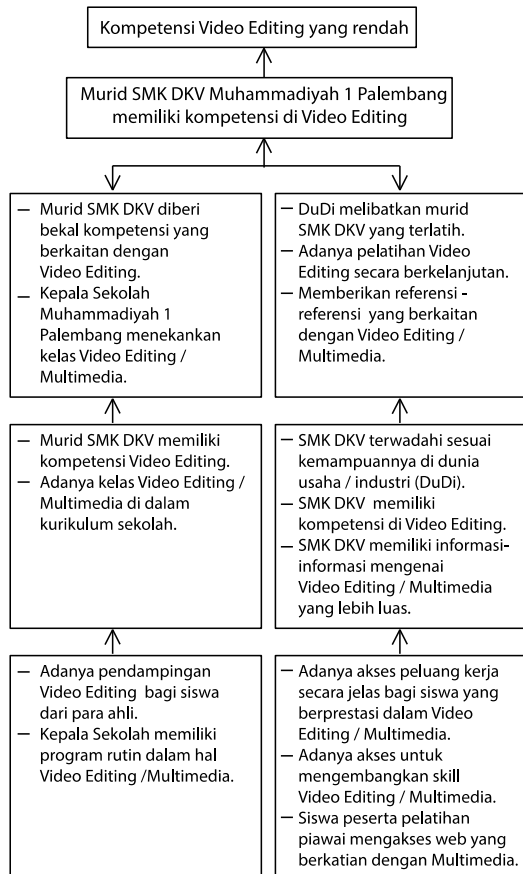 Kompetensi Video Editing yang rendah
Murid SMK DKV Muhammadiyah 1 Palembang
memiliki kompetensi di Video Editing
— Murid SMK DKV diberi
bekal kompetensi yang
berkaitan dengan
Video Editing.
— Kepala Sekolah
Muhammadiyah 1
Palembang menekankan
kelas Video Editing /
Multimedia.
— DuDi melibatkan murid
SMK DKV yang terlatih.
— Adanya pelatihan Video
Editing secara berkelanjutan.
— Memberikan referensi -
referensi yang berkaitan
dengan Video Editing /
Multimedia.
— Murid SMK DKV memiliki
kompetensi Video Editing.
— Adanya kelas Video Editing /
Multimedia di dalam
kurikulum sekolah.
— SMK DKV terwadahi sesuai
kemampuannya di dunia
usaha / industri (DuDi).
— SMK DKV memiliki
kompetensi di Video Editing.
— SMK DKV memiliki informasi-
informasi mengenai
Video Editing / Multimedia
yang lebih luas.
— Adanya pendampingan
Video Editing bagi siswa
dari para ahli.
— Kepala Sekolah memiliki
program rutin dalam hal
Video Editing /Multimedia.
— Adanya akses peluang kerja
secara jelas bagi siswa yang
berprestasi dalam Video
Editing / Multimedia.
— Adanya akses untuk
mengembangkan skill
Video Editing / Multimedia.
— Siswa peserta pelatihan
piawai mengakses web yang
berkatian dengan Multimedia.